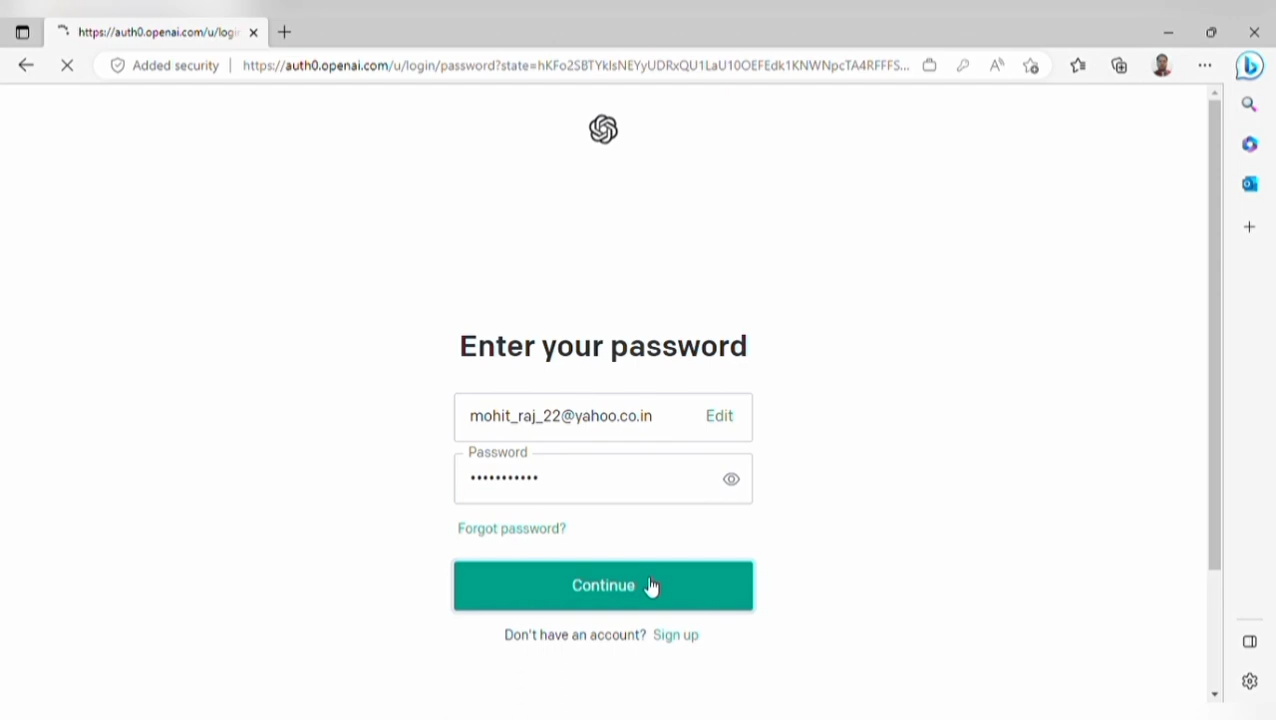 https://auth0.openai.com/u/logi
Added security
https://auth0.openai.com/u/login/password?state=hKFo2SBTYklsNEYyUDRxQU1LaU10OEFEdk1KNWNpcTA4RFFFS...
Enter your password
mohit_raj_22@yahoo.co.in Edit
Password
•••••••••••
Forgot password?
Continue
Don't have an account? Sign up